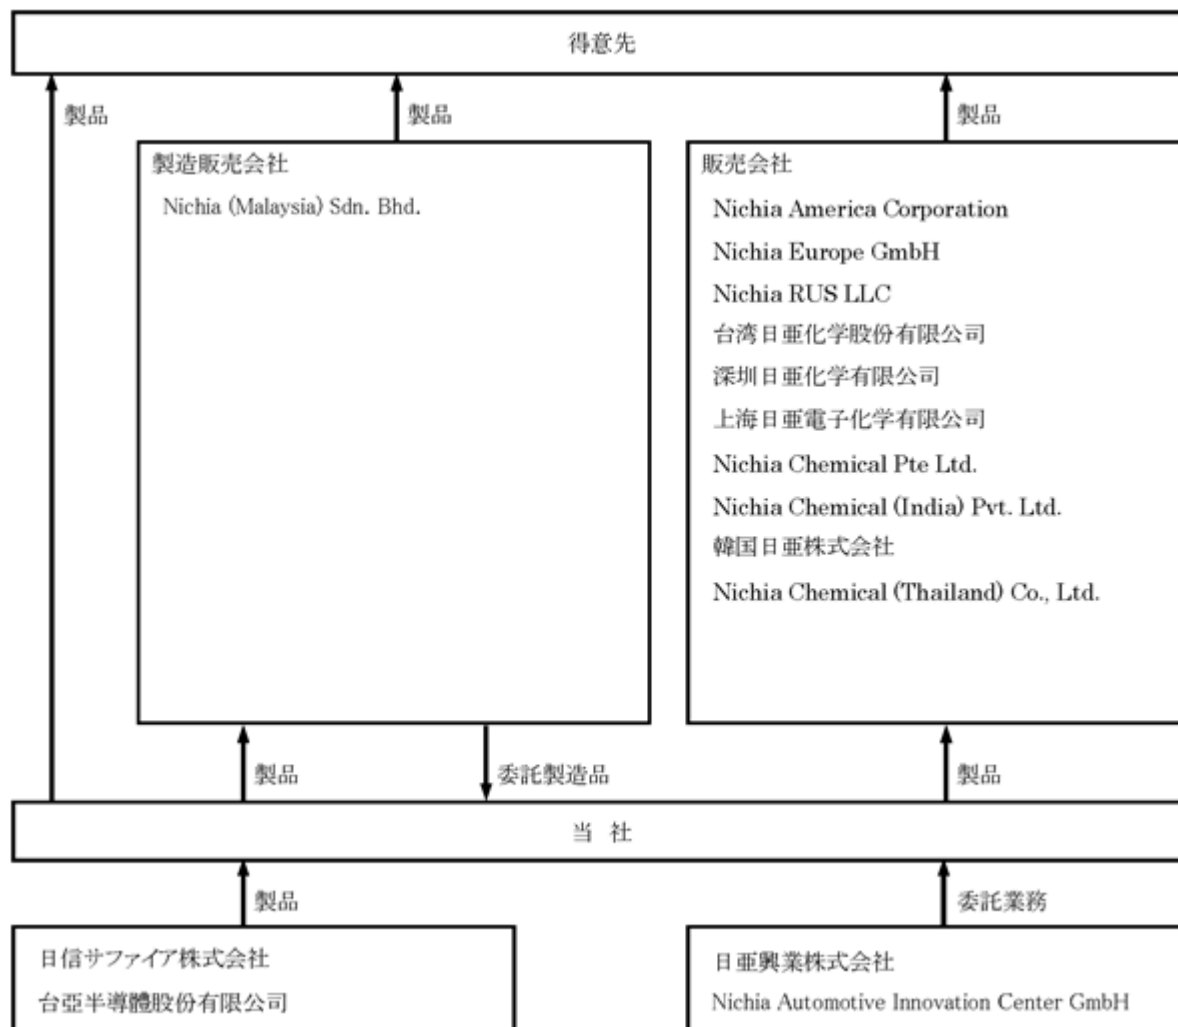 得意先
製品
製品
製品
製造販売会社
Nichia (Malaysia) Sdn. Bhd.
販売会社
Nichia America Corporation
Nichia Europe GmbH
Nichia RUS LLC
台湾日亜化学股份有限公司
深圳日亜化学有限公司
上海日亜電子化学有限公司
Nichia Chemical Pte Ltd.
Nichia Chemical (India) Pvt. Ltd.
韓国日亜株式会社
Nichia Chemical (Thailand) Co., Ltd.
製品
委託製造品
製品
当 社
製品
委託業務
日信サファイア株式会社
台亞半導體股份有限公司
日亜興業株式会社
Nichia Automotive Innovation Center GmbH